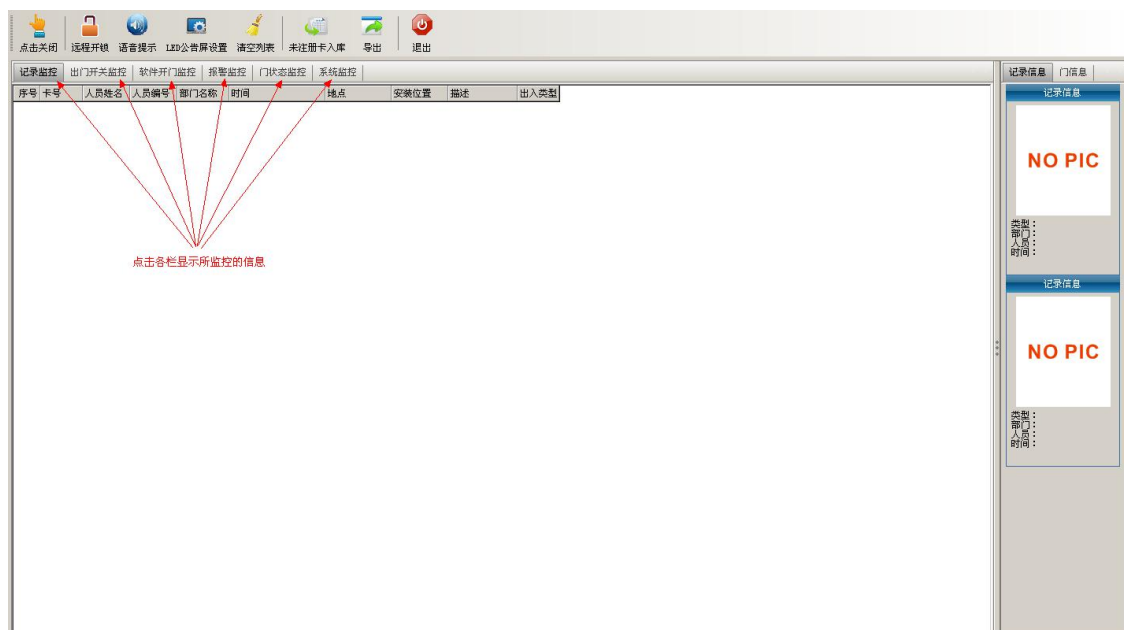 点击关闭 远程开锁 语音提示 LED公告屏设置 清空列表 未注册卡入库 导出 退出
记录监控 出门开关监控 软件开门监控 报警监控 门状态监控 系统监控
序号 卡号 人员姓名 人员编号 部门名称 时间 地点 安装位置 描述 出入类型
点击各栏显示所监控的信息
记录信息 门信息
记录信息
NO PIC
类型：
部门：
人员：
时间：
记录信息
NO PIC
类型：
部门：
人员：
时间：